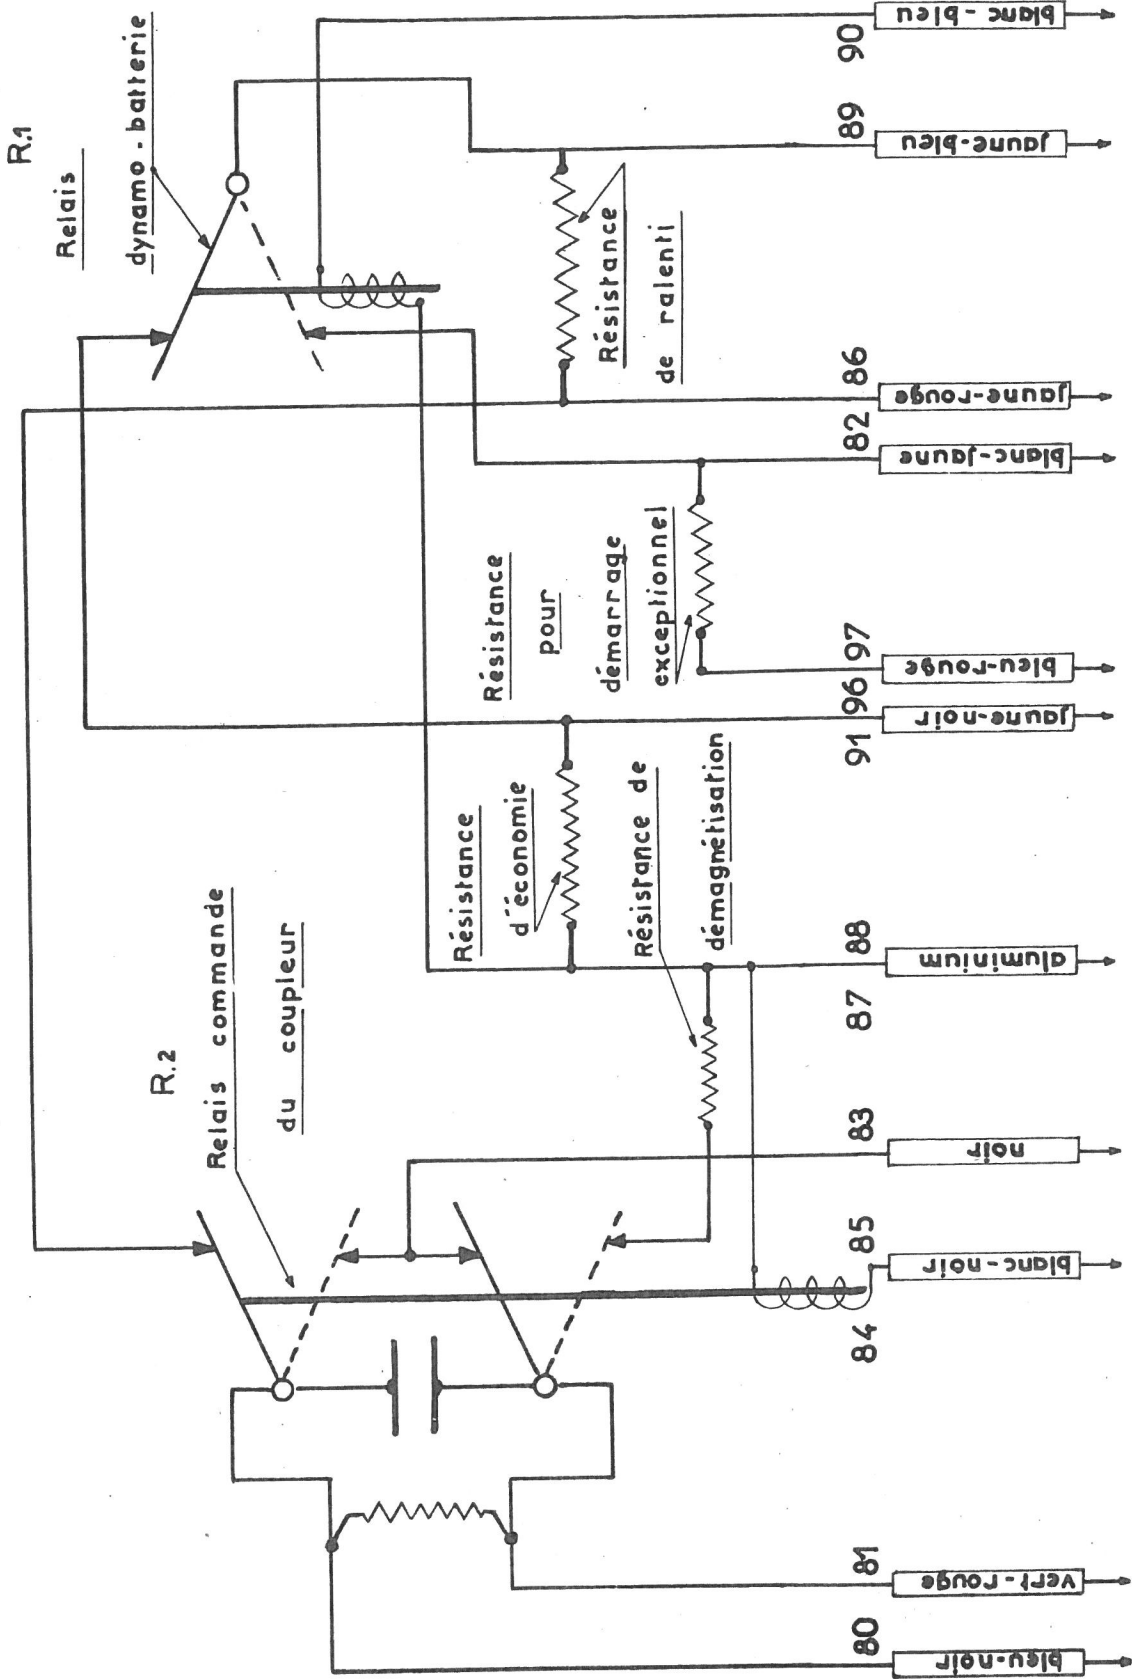 R.1
Relais
dynamo - batterie
R.2
Relais commande
du coupleur
Résistance
de ralenti
Résistance
pour
démarrage
exceptionnel
Résistance
d'économie
Résistance de
démagnétisation
80
81
84
85
83
87
88
91
96
97
82
86
89
90
bleu-noir
vert-rouge
blanc-noir
noir
aluminium
jaune-noir
bleu-rouge
blanc-jaune
jaune-rouge
jaune-bleu
blanc-bleu